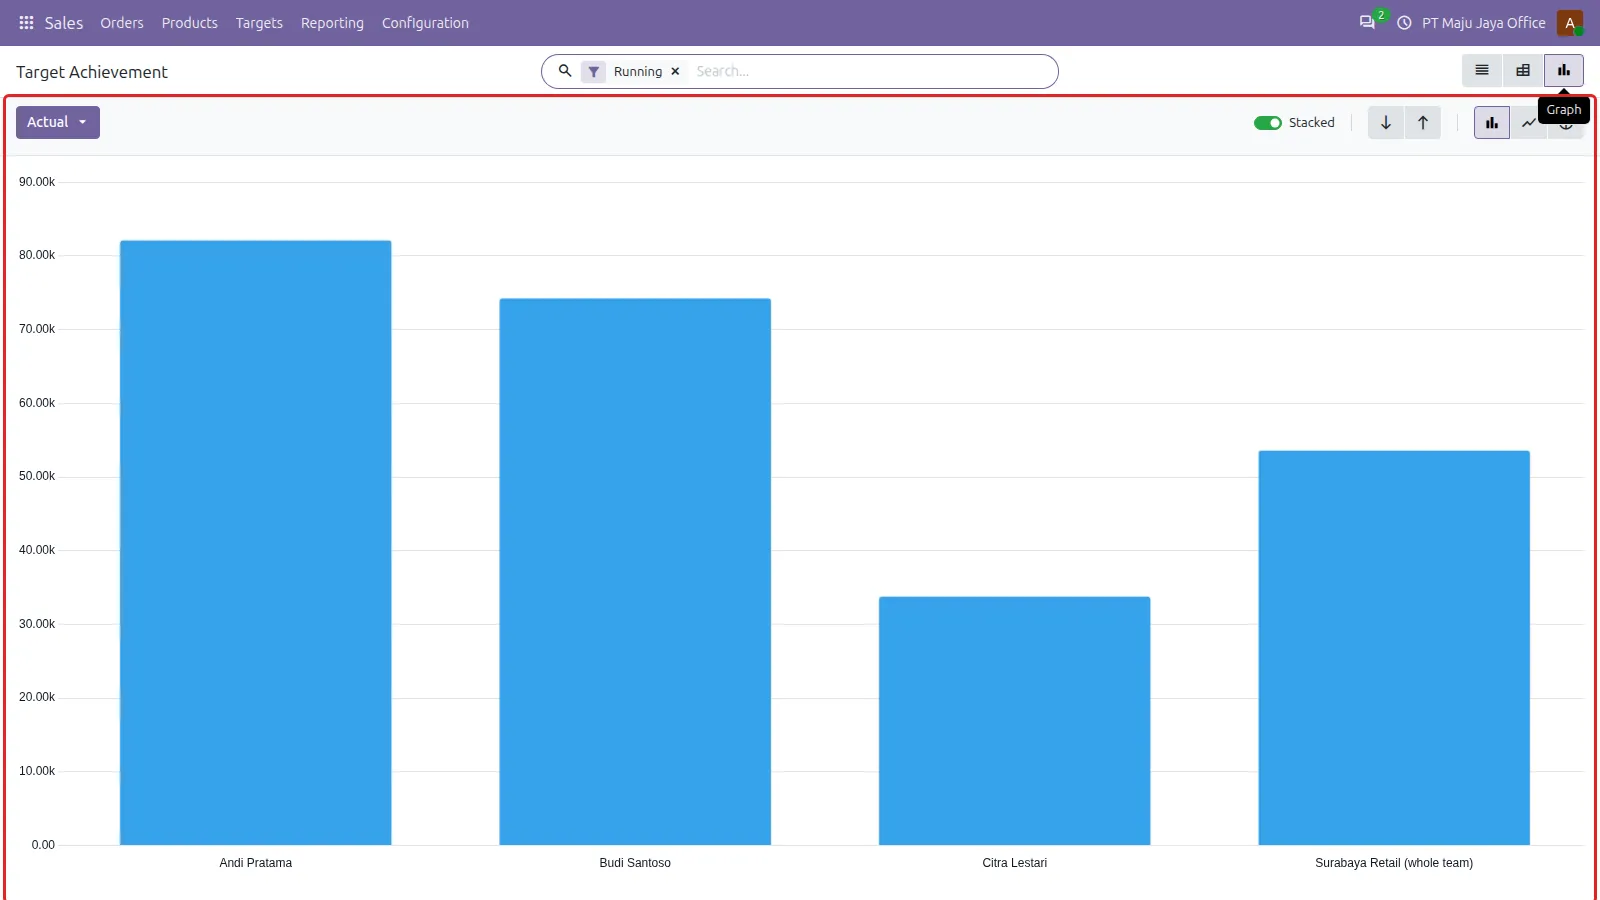 Sales Orders Products Targets Reporting Configuration 2 PT Maju Jaya Office A
Target Achievement Running × Search...
Graph
Actual Stacked
90.00k
80.00k
70.00k
60.00k
50.00k
40.00k
30.00k
20.00k
10.00k
0.00
Andi Pratama Budi Santoso Citra Lestari Surabaya Retail (whole team)